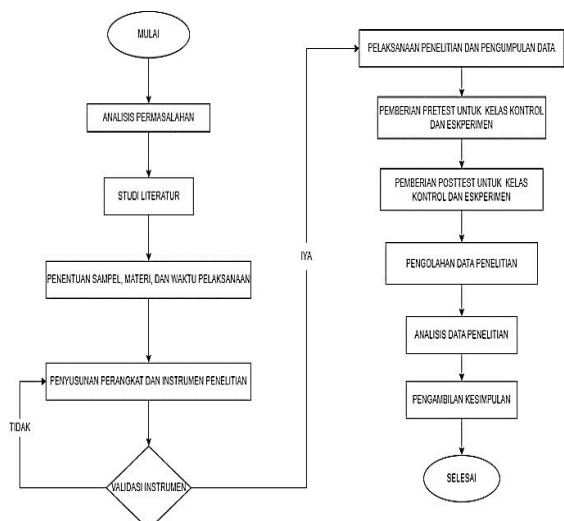 MULAI
ANALISIS PERMASALAHAN
STUDI LITERATUR
PENENTUAN SAMPEL, MATERI, DAN WAKTU PELAKSANAAN
PENYUSUNAN PERANGKAT DAN INSTRUMEN PENELITIAN
TIDAK
VALIDASI INSTRUMEN
IYA
PELAKSANAAN PENELITIAN DAN PENGUMPULAN DATA
PEMBERIAN PRETEST UNTUK KELAS KONTROL
DAN ESKPERIMEN
PEMBERIAN POSTTEST UNTUK KELAS
KONTROL DAN ESKPERIMEN
PENGOLAHAN DATA PENELITIAN
ANALISIS DATA PENELITIAN
PENGAMBILAN KESIMPULAN
SELESAI